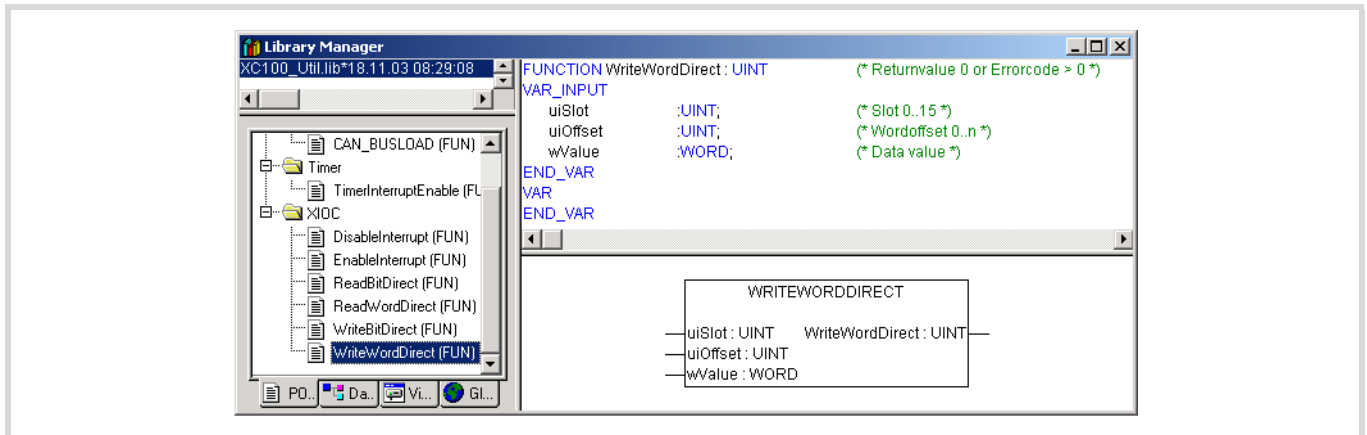 Library Manager
XC100_Util.lib*18.11.03 08:29:08
CAN_BUSLOAD (FUN)
Timer
TimerInterruptEnable (FU
XIOC
DisableInterrupt (FUN)
EnableInterrupt (FUN)
ReadBitDirect (FUN)
ReadWordDirect (FUN)
WriteBitDirect (FUN)
WriteWordDirect (FUN)
PO.. Da.. Vi... Gl...
FUNCTION WriteWordDirect : UINT (* Returnvalue 0 or Errorcode > 0 *)
VAR_INPUT
uiSlot :UINT; (* Slot 0..15 *)
uiOffset :UINT; (* Wordoffset 0..n *)
wValue :WORD; (* Data value *)
END_VAR
VAR
END_VAR
WRITEWORDDIRECT
uiSlot : UINT WriteWordDirect : UINT
uiOffset : UINT
wValue : WORD